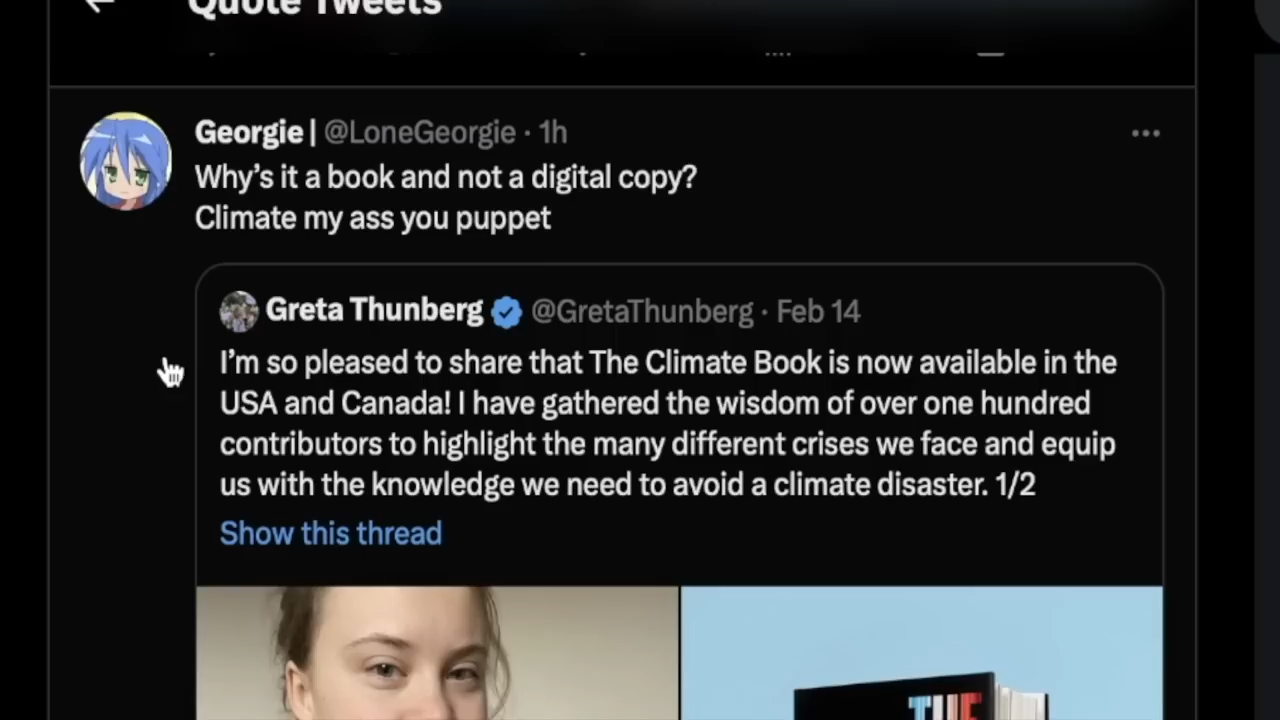 Quote Tweets
Georgie | @LoneGeorgie · 1h
Why's it a book and not a digital copy?
Climate my ass you puppet
Greta Thunberg @GretaThunberg · Feb 14
I'm so pleased to share that The Climate Book is now available in the
USA and Canada! I have gathered the wisdom of over one hundred
contributors to highlight the many different crises we face and equip
us with the knowledge we need to avoid a climate disaster. 1/2
Show this thread
THE